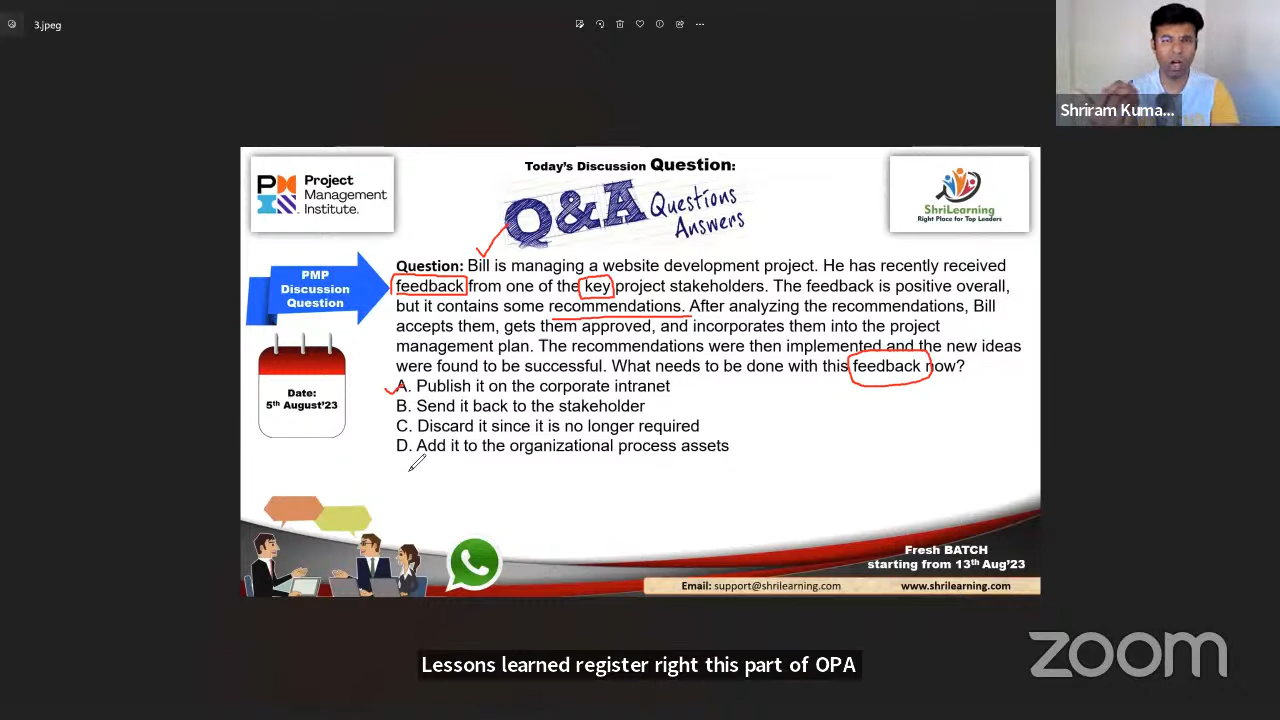 3.jpeg
Shriram Kuma...
Project
Management
Institute.
Today's Discussion Question:
Q&A Questions
Answers
ShriLearning
Right Place for Top Leaders
PMP
Discussion
Question
Date:
5th August'23
Question: Bill is managing a website development project. He has recently received
feedback from one of the key project stakeholders. The feedback is positive overall,
but it contains some recommendations. After analyzing the recommendations, Bill
accepts them, gets them approved, and incorporates them into the project
management plan. The recommendations were then implemented and the new ideas
were found to be successful. What needs to be done with this feedback now?
A. Publish it on the corporate intranet
B. Send it back to the stakeholder
C. Discard it since it is no longer required
D. Add it to the organizational process assets
Fresh BATCH
starting from 13th Aug'23
Email: support@shrilearning.com www.shrilearning.com
Lessons learned register right this part of OPA
zoom